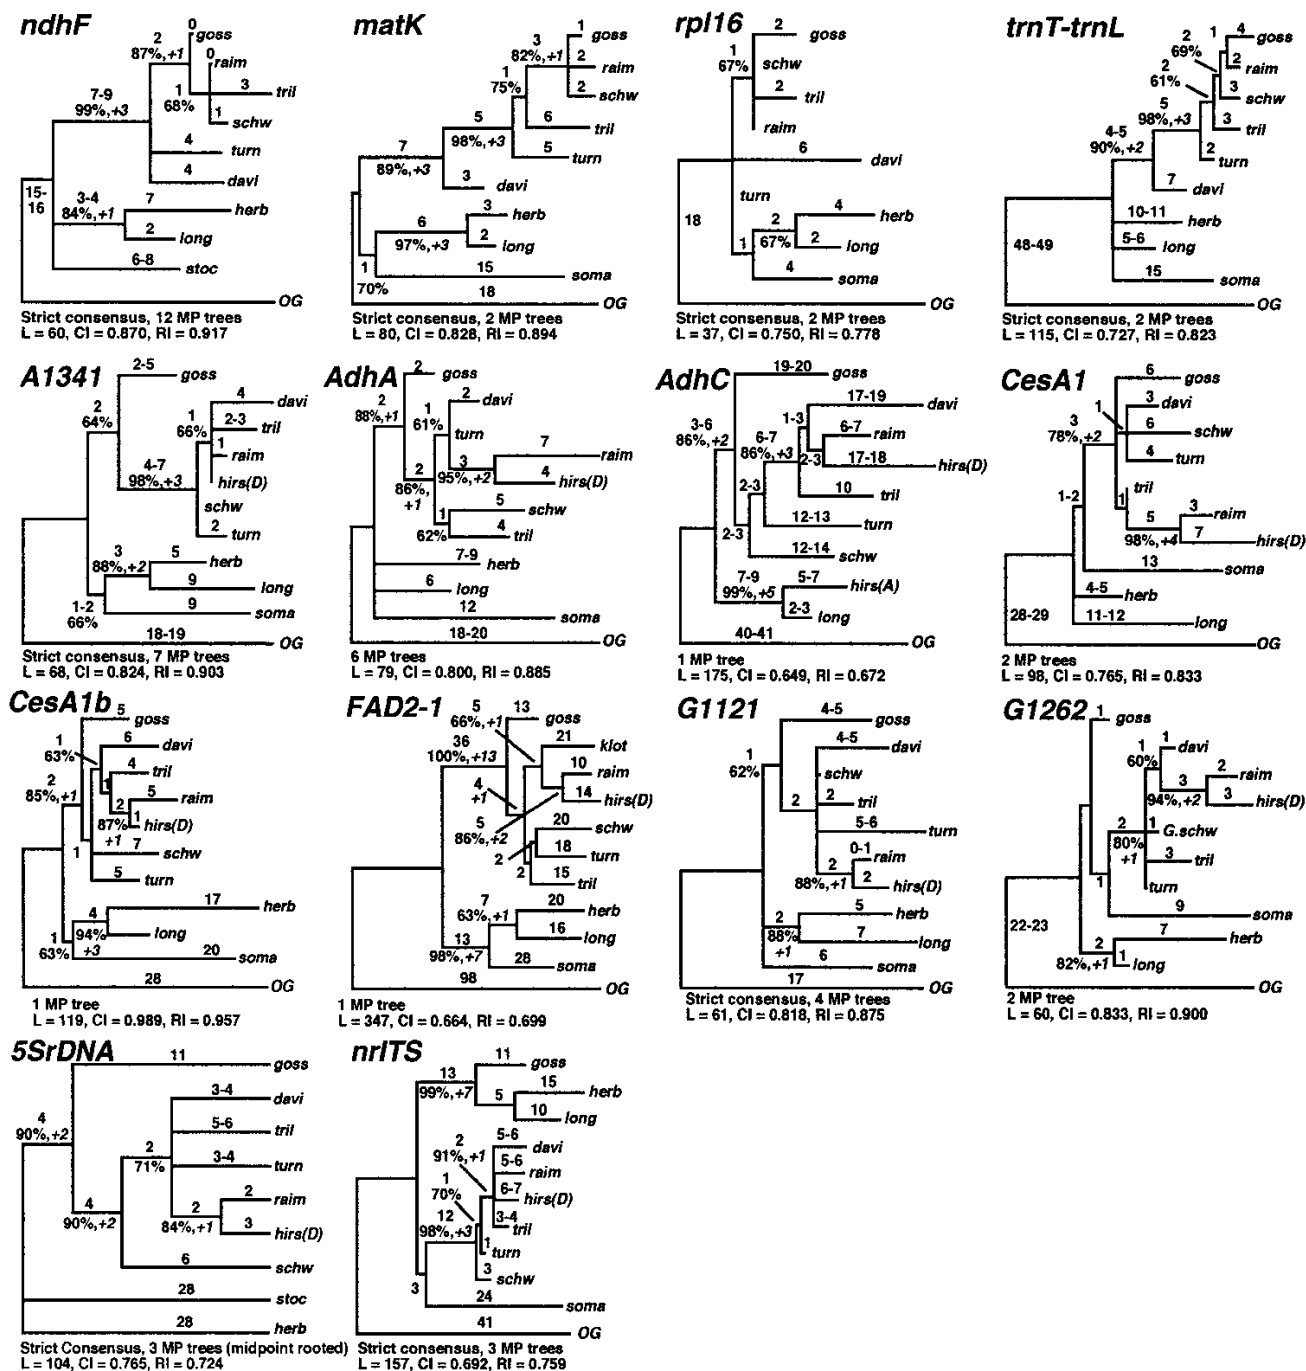 ndhF
0
goss
2
87%,+1
0
raim
1
68%
3
tril
7-9
99%,+3
1
schw
4
turn
4
davi
15-
16
3-4
84%,+1
7
herb
2
long
6-8
stoc
OG
Strict consensus, 12 MP trees
L = 60, CI = 0.870, RI = 0.917
matK
1
goss
3
82%,+1
2
raim
1
75%
2
schw
5
98%,+3
6
tril
5
turn
7
89%,+3
3
davi
6
97%,+3
3
herb
2
long
1
70%
15
soma
18
OG
Strict consensus, 2 MP trees
L = 80, CI = 0.828, RI = 0.894
rpl16
2
goss
1
67%
schw
2
tril
raim
6
davi
turn
18
2
67%
4
herb
2
long
1
4
soma
OG
Strict consensus, 2 MP trees
L = 37, CI = 0.750, RI = 0.778
trnT-trnL
4
goss
1
2
69%
raim
2
61%
3
schw
5
98%,+3
3
tril
4-5
90%,+2
2
turn
7
davi
10-11
herb
5-6
long
48-49
15
soma
OG
Strict consensus, 2 MP trees
L = 115, CI = 0.727, RI = 0.823
A1341
2-5
goss
2
64%
4
davi
1
66%
2-3
tril
4-7
98%,+3
1
raim
hirs(D)
schw
2
turn
3
88%,+2
5
herb
9
long
1-2
66%
9
soma
18-19
OG
Strict consensus, 7 MP trees
L = 68, CI = 0.824, RI = 0.903
AdhA
2
goss
2
88%,+1
1
61%
2
davi
turn
7
raim
3
95%,+2
4
hirs(D)
2
86%,
+1
5
schw
1
62%
4
tril
7-9
herb
6
long
12
soma
18-20
OG
6 MP trees
L = 79, CI = 0.800, RI = 0.885
AdhC
19-20
goss
3-6
86%,+2
1-3
17-19
davi
6-7
86%,+3
6-7
raim
2-3
17-18
hirs(D)
2-3
10
tril
12-13
turn
2-3
12-14
schw
7-9
99%,+5
5-7
hirs(A)
2-3
long
40-41
OG
1 MP tree
L = 175, CI = 0.649, RI = 0.672
CesA1
6
goss
1
3
davi
3
78%,+2
6
schw
4
turn
1-2
tril
1
5
98%,+4
3
raim
7
hirs(D)
13
soma
4-5
herb
28-29
11-12
long
OG
2 MP trees
L = 98, CI = 0.765, RI = 0.833
CesA1b
5
goss
1
63%
6
davi
4
tril
2
85%,+1
1
2
87%
+1
5
raim
1
hirs(D)
7
schw
1
5
turn
17
herb
4
94%
+3
long
1
63%
20
soma
28
OG
1 MP tree
L = 119, CI = 0.989, RI = 0.957
FAD2-1
5
66%,+1
13
goss
36
100%,+13
21
klot
10
raim
4
+1
14
hirs(D)
5
86%,+2
20
schw
2
18
turn
2
15
tril
7
63%,+1
20
herb
16
long
13
98%,+7
28
soma
98
OG
1 MP tree
L = 347, CI = 0.664, RI = 0.699
G1121
4-5
goss
1
62%
4-5
davi
schw
2
2
tril
5-6
turn
0-1
raim
2
88%,+1
2
hirs(D)
2
88%
+1
5
herb
7
long
6
soma
17
OG
Strict consensus, 4 MP trees
L = 61, CI = 0.818, RI = 0.875
G1262
1
goss
1
60%
1
davi
2
raim
3
94%,+2
3
hirs(D)
2
80%
+1
1
G.schw
3
tril
1
turn
9
soma
22-23
7
herb
2
82%,+1
1
long
OG
2 MP tree
L = 60, CI = 0.833, RI = 0.900
5SrDNA
11
goss
3-4
davi
4
90%,+2
5-6
tril
2
71%
3-4
turn
2
raim
4
90%,+2
2
84%,+1
3
hirs(D)
6
schw
28
stoc
28
herb
Strict Consensus, 3 MP trees (midpoint rooted)
L = 104, CI = 0.765, RI = 0.724
nrITS
11
goss
13
99%,+7
15
herb
5
10
long
2
91%,+1
5-6
davi
5-6
raim
1
70%
6-7
hirs(D)
12
98%,+3
3-4
tril
1
turn
3
schw
3
24
soma
41
OG
Strict consensus, 3 MP trees
L = 157, CI = 0.692, RI = 0.759